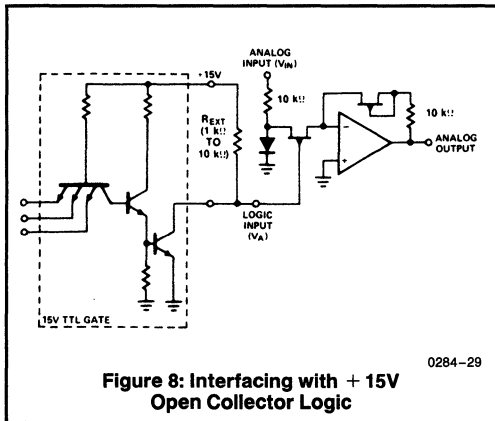 ANALOG
INPUT (VIN)
+15V
10 kΩ
10 kΩ
REXT
(1 kΩ
TO
10 kΩ)
ANALOG
OUTPUT
−
+
LOGIC
INPUT
(VA)
15V TTL GATE
0284–29
Figure 8: Interfacing with + 15V
Open Collector Logic